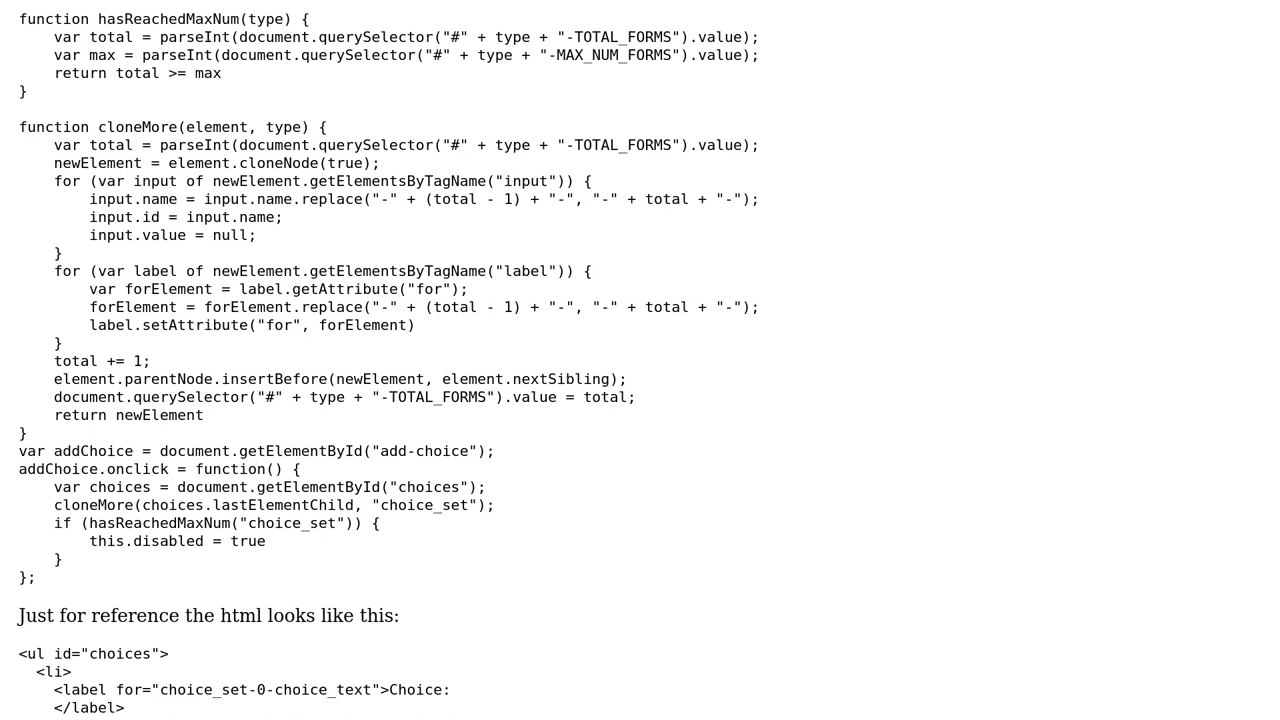 function hasReachedMaxNum(type) {
    var total = parseInt(document.querySelector("#" + type + "-TOTAL_FORMS").value);
    var max = parseInt(document.querySelector("#" + type + "-MAX_NUM_FORMS").value);
    return total >= max
}

function cloneMore(element, type) {
    var total = parseInt(document.querySelector("#" + type + "-TOTAL_FORMS").value);
    newElement = element.cloneNode(true);
    for (var input of newElement.getElementsByTagName("input")) {
        input.name = input.name.replace("-" + (total - 1) + "-", "-" + total + "-");
        input.id = input.name;
        input.value = null;
    }
    for (var label of newElement.getElementsByTagName("label")) {
        var forElement = label.getAttribute("for");
        forElement = forElement.replace("-" + (total - 1) + "-", "-" + total + "-");
        label.setAttribute("for", forElement)
    }
    total += 1;
    element.parentNode.insertBefore(newElement, element.nextSibling);
    document.querySelector("#" + type + "-TOTAL_FORMS").value = total;
    return newElement
}
var addChoice = document.getElementById("add-choice");
addChoice.onclick = function() {
    var choices = document.getElementById("choices");
    cloneMore(choices.lastElementChild, "choice_set");
    if (hasReachedMaxNum("choice_set")) {
        this.disabled = true
    }
};
Just for reference the html looks like this:
<ul id="choices">
  <li>
    <label for="choice_set-0-choice_text">Choice:
    </label>